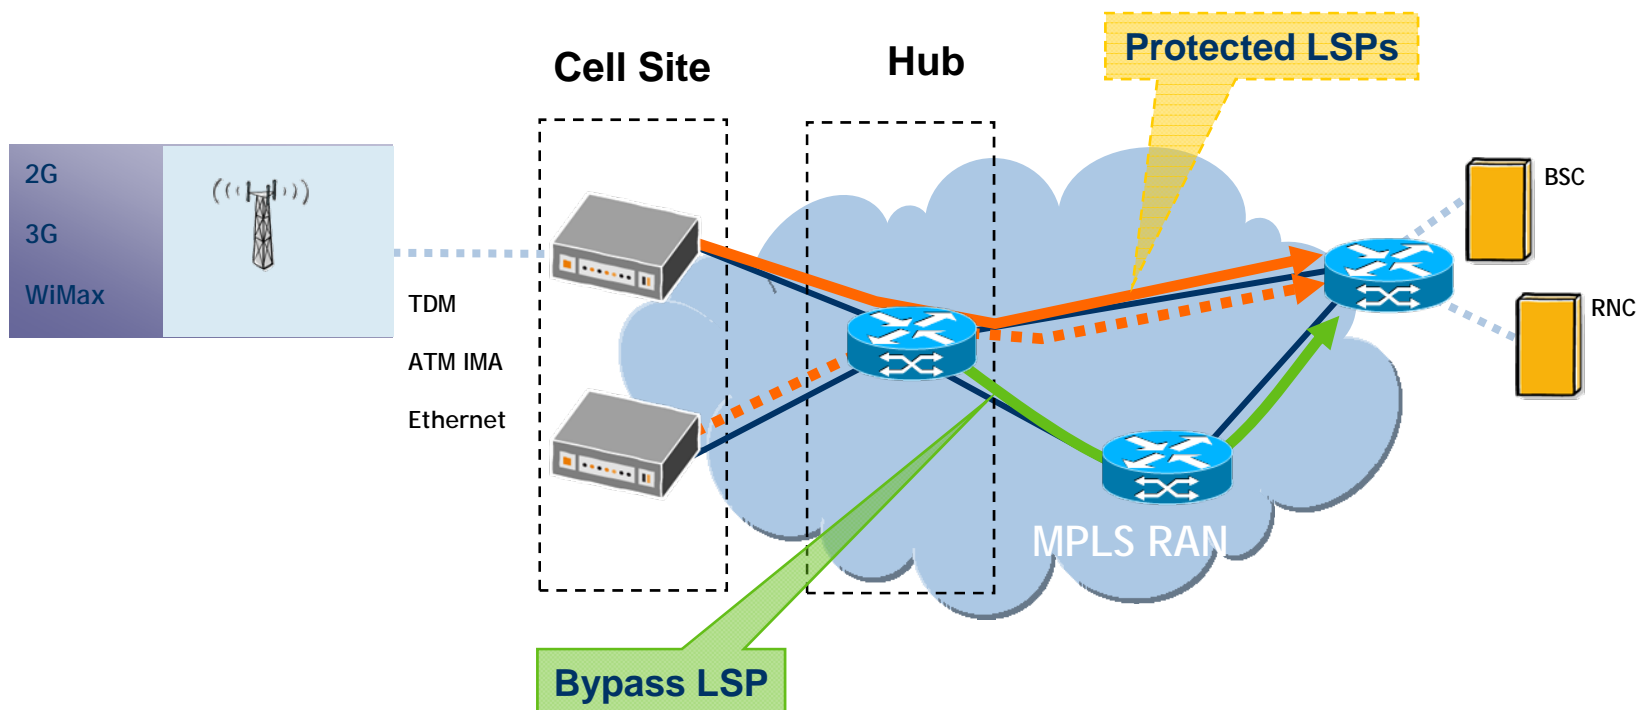 Protected LSPs
Hub
Cell Site
2G
3G
WiMax
BSC
RNC
TDM
ATM IMA
Ethernet
MPLS RAN
Bypass LSP